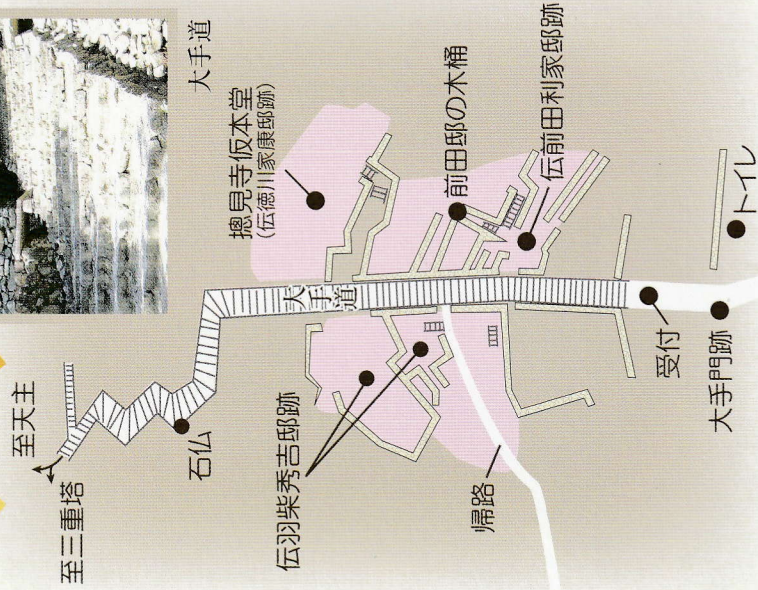 大手道
至天主
至三重塔
石仏
摠見寺仮本堂
(伝徳川家康邸跡)
大手道
前田邸の木桶
伝前田利家邸跡
伝羽柴秀吉邸跡
帰路
受付
大手門跡
トイレ